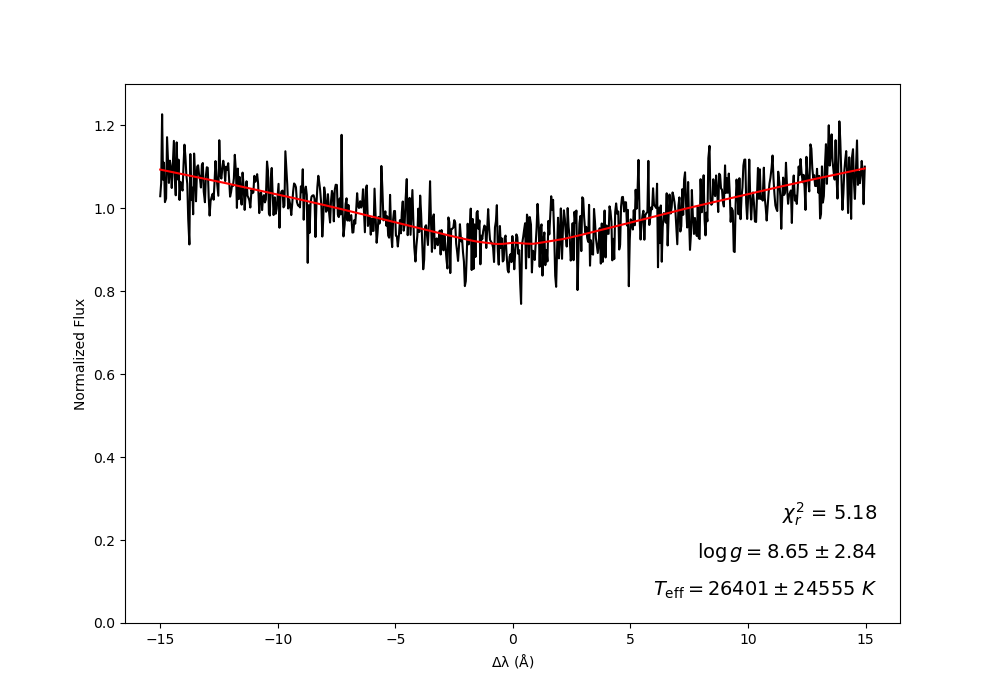 1.2
1.0
0.8
0.6
0.4
0.2
0.0
Normalized Flux
χ²ᵣ = 5.18
log g = 8.65 ± 2.84
T_eff = 26401 ± 24555 K
−15 −10 −5 0 5 10 15
Δλ (Å)